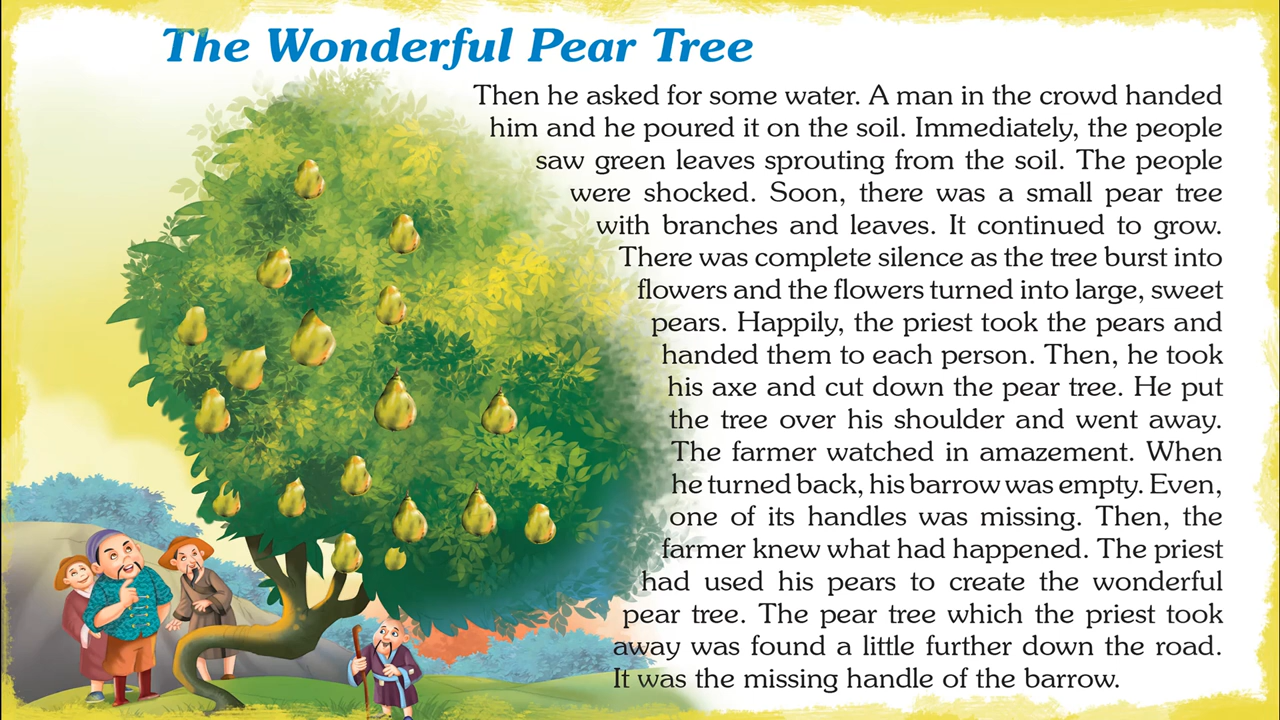 The Wonderful Pear Tree
Then he asked for some water. A man in the crowd handed
him and he poured it on the soil. Immediately, the people
saw green leaves sprouting from the soil. The people
were shocked. Soon, there was a small pear tree
with branches and leaves. It continued to grow.
There was complete silence as the tree burst into
flowers and the flowers turned into large, sweet
pears. Happily, the priest took the pears and
handed them to each person. Then, he took
his axe and cut down the pear tree. He put
the tree over his shoulder and went away.
The farmer watched in amazement. When
he turned back, his barrow was empty. Even,
one of its handles was missing. Then, the
farmer knew what had happened. The priest
had used his pears to create the wonderful
pear tree. The pear tree which the priest took
away was found a little further down the road.
It was the missing handle of the barrow.